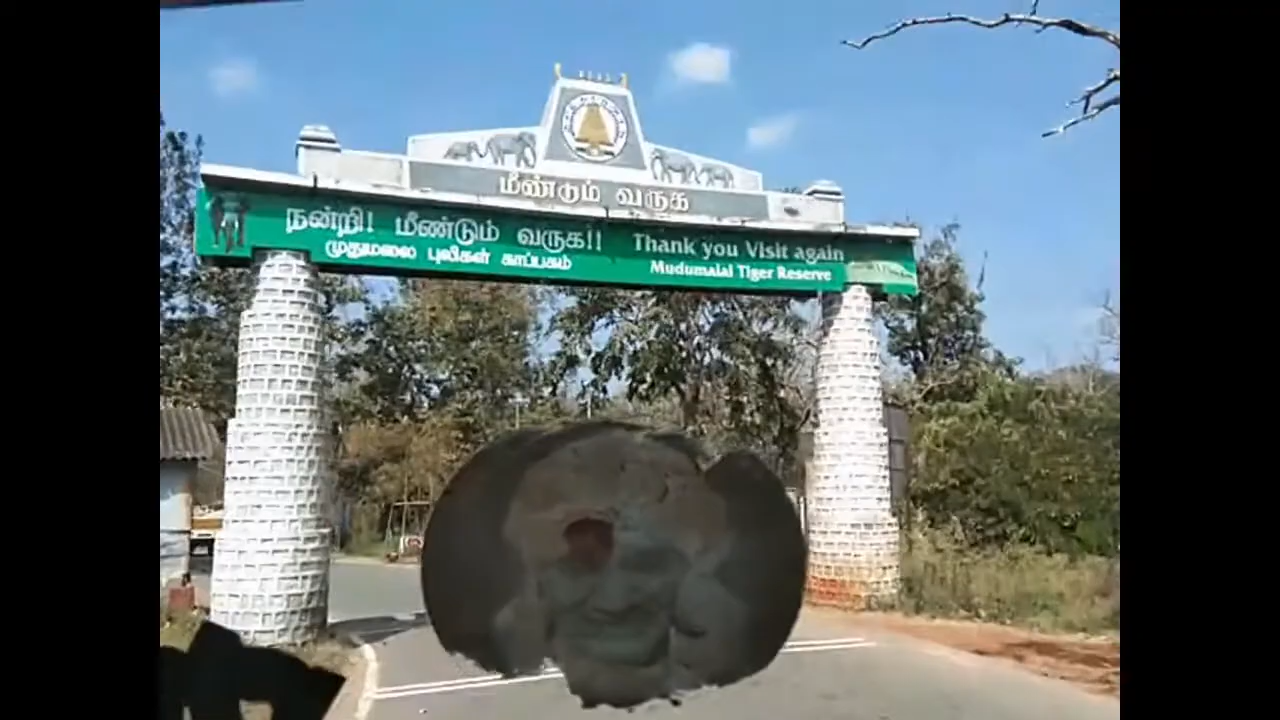 மீண்டும் வருக
நன்றி! மீண்டும் வருக!! Thank you Visit again
முதுமலை புலிகள் காப்பகம் Mudumalai Tiger Reserve